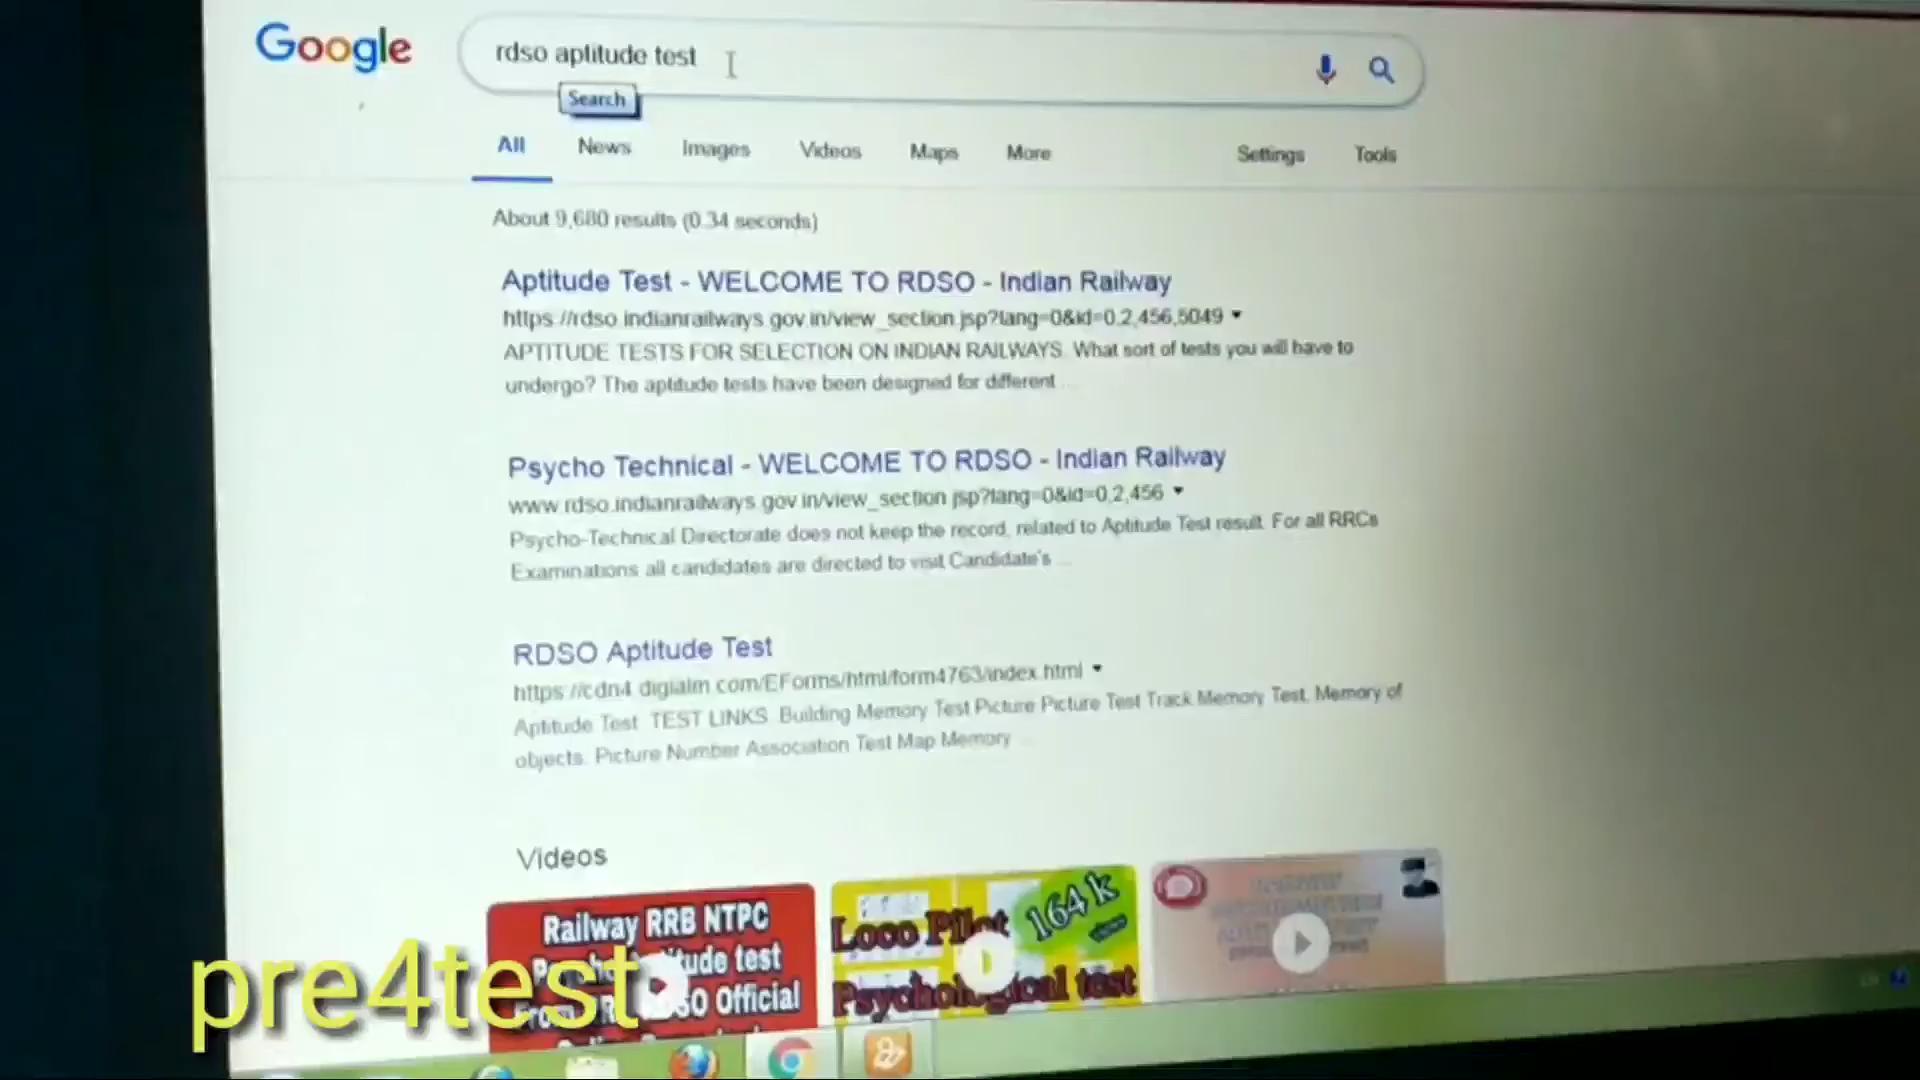 Google
rdso aptitude test
Search
All News Images Videos Maps More Settings Tools
About 9,680 results (0.34 seconds)
Aptitude Test - WELCOME TO RDSO - Indian Railway
https://rdso.indianrailways.gov.in/view_section.jsp?lang=0&id=0,2,456,5049
APTITUDE TESTS FOR SELECTION ON INDIAN RAILWAYS. What sort of tests you will have to
undergo? The aptitude tests have been designed for different ...
Psycho Technical - WELCOME TO RDSO - Indian Railway
www.rdso.indianrailways.gov.in/view_section.jsp?lang=0&id=0,2,456
Psycho-Technical Directorate does not keep the record, related to Aptitude Test result. For all RRCs
Examinations all candidates are directed to visit Candidate's ...
RDSO Aptitude Test
https://cdn4.digialm.com/EForms/html/form4763/index.html
Aptitude Test. TEST LINKS. Building Memory Test Picture Picture Test Track Memory Test. Memory of
objects. Picture Number Association Test Map Memory ...
Videos
Railway RRB NTPC
tude test
From SO Official
Loco Pilot
164 k
views
Psychological test
pre4test